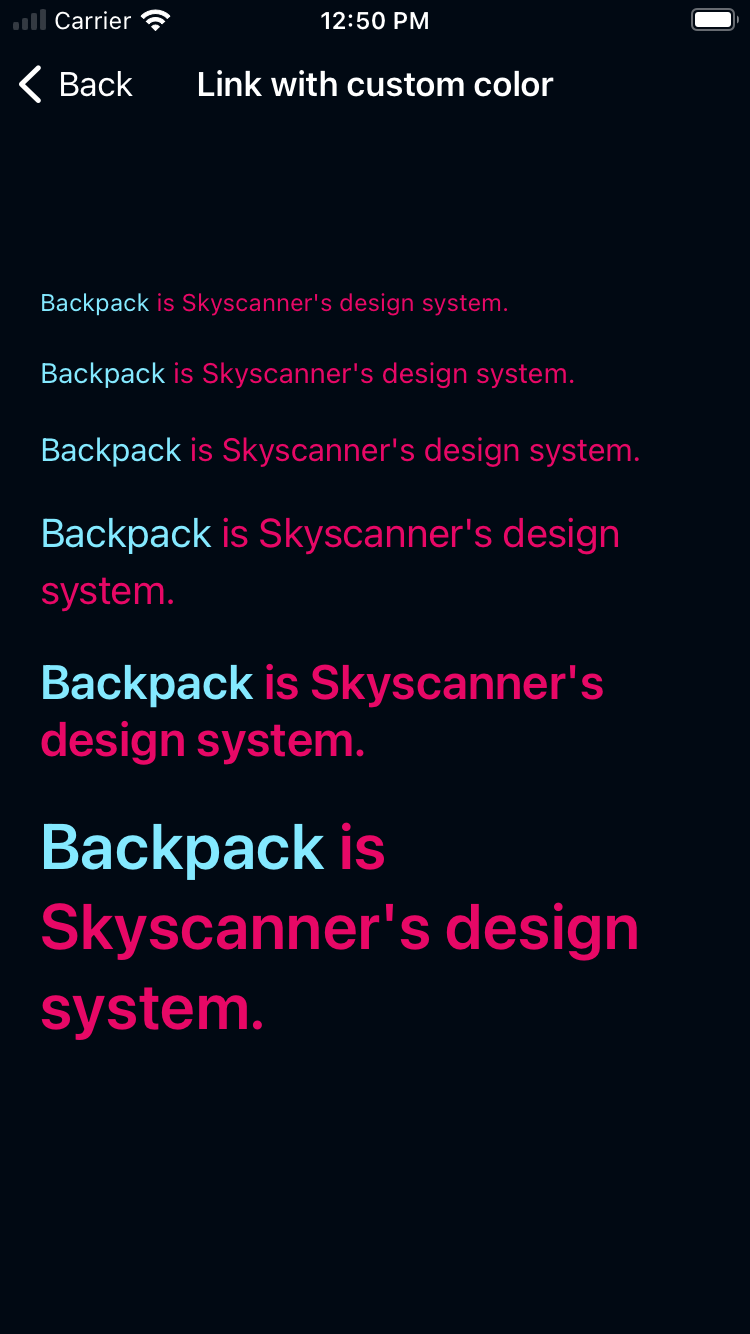 Carrier 12:50 PM
Back Link with custom color
Backpack is Skyscanner's design system.
Backpack is Skyscanner's design system.
Backpack is Skyscanner's design system.
Backpack is Skyscanner's design
system.
Backpack is Skyscanner's
design system.
Backpack is
Skyscanner's design
system.